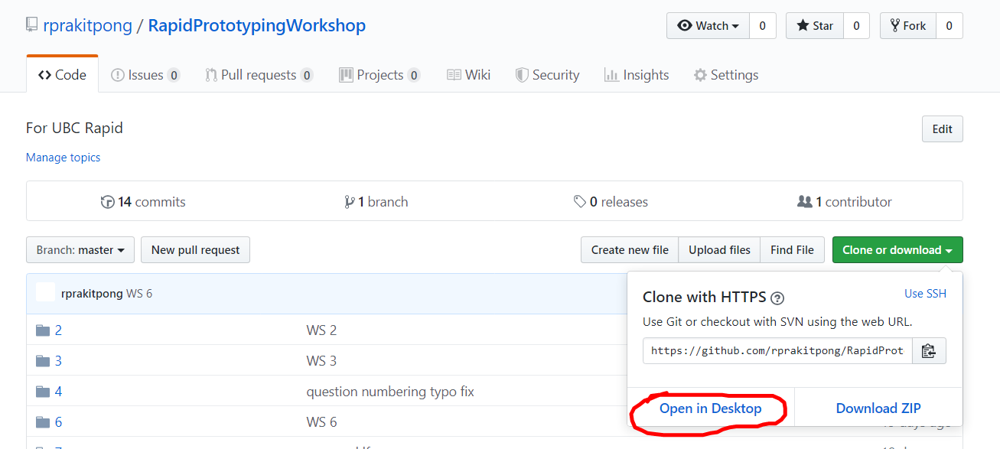 rprakitpong / RapidPrototypingWorkshop
Watch 0 Star 0 Fork 0
Code Issues 0 Pull requests 0 Projects 0 Wiki Security Insights Settings
For UBC Rapid
Edit
Manage topics
14 commits 1 branch 0 releases 1 contributor
Branch: master New pull request Create new file Upload files Find File Clone or download
rprakitpong WS 6
2 WS 2
3 WS 3
4 question numbering typo fix
6 WS 6
Clone with HTTPS ? Use SSH
Use Git or checkout with SVN using the web URL.
https://github.com/rprakitpong/RapidProt
Open in Desktop Download ZIP